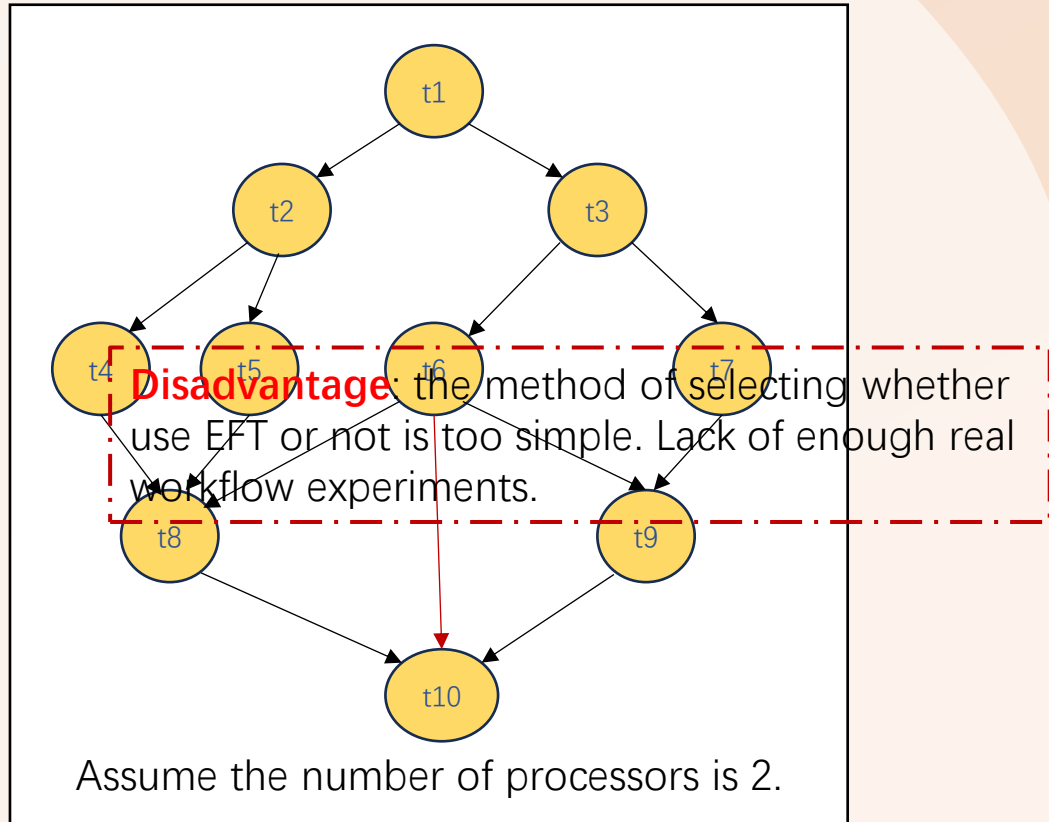 t1
t2
t3
t4
t5
t6
t7
Disadvantage: the method of selecting whether
use EFT or not is too simple. Lack of enough real
workflow experiments.
t8
t9
t10
Assume the number of processors is 2.